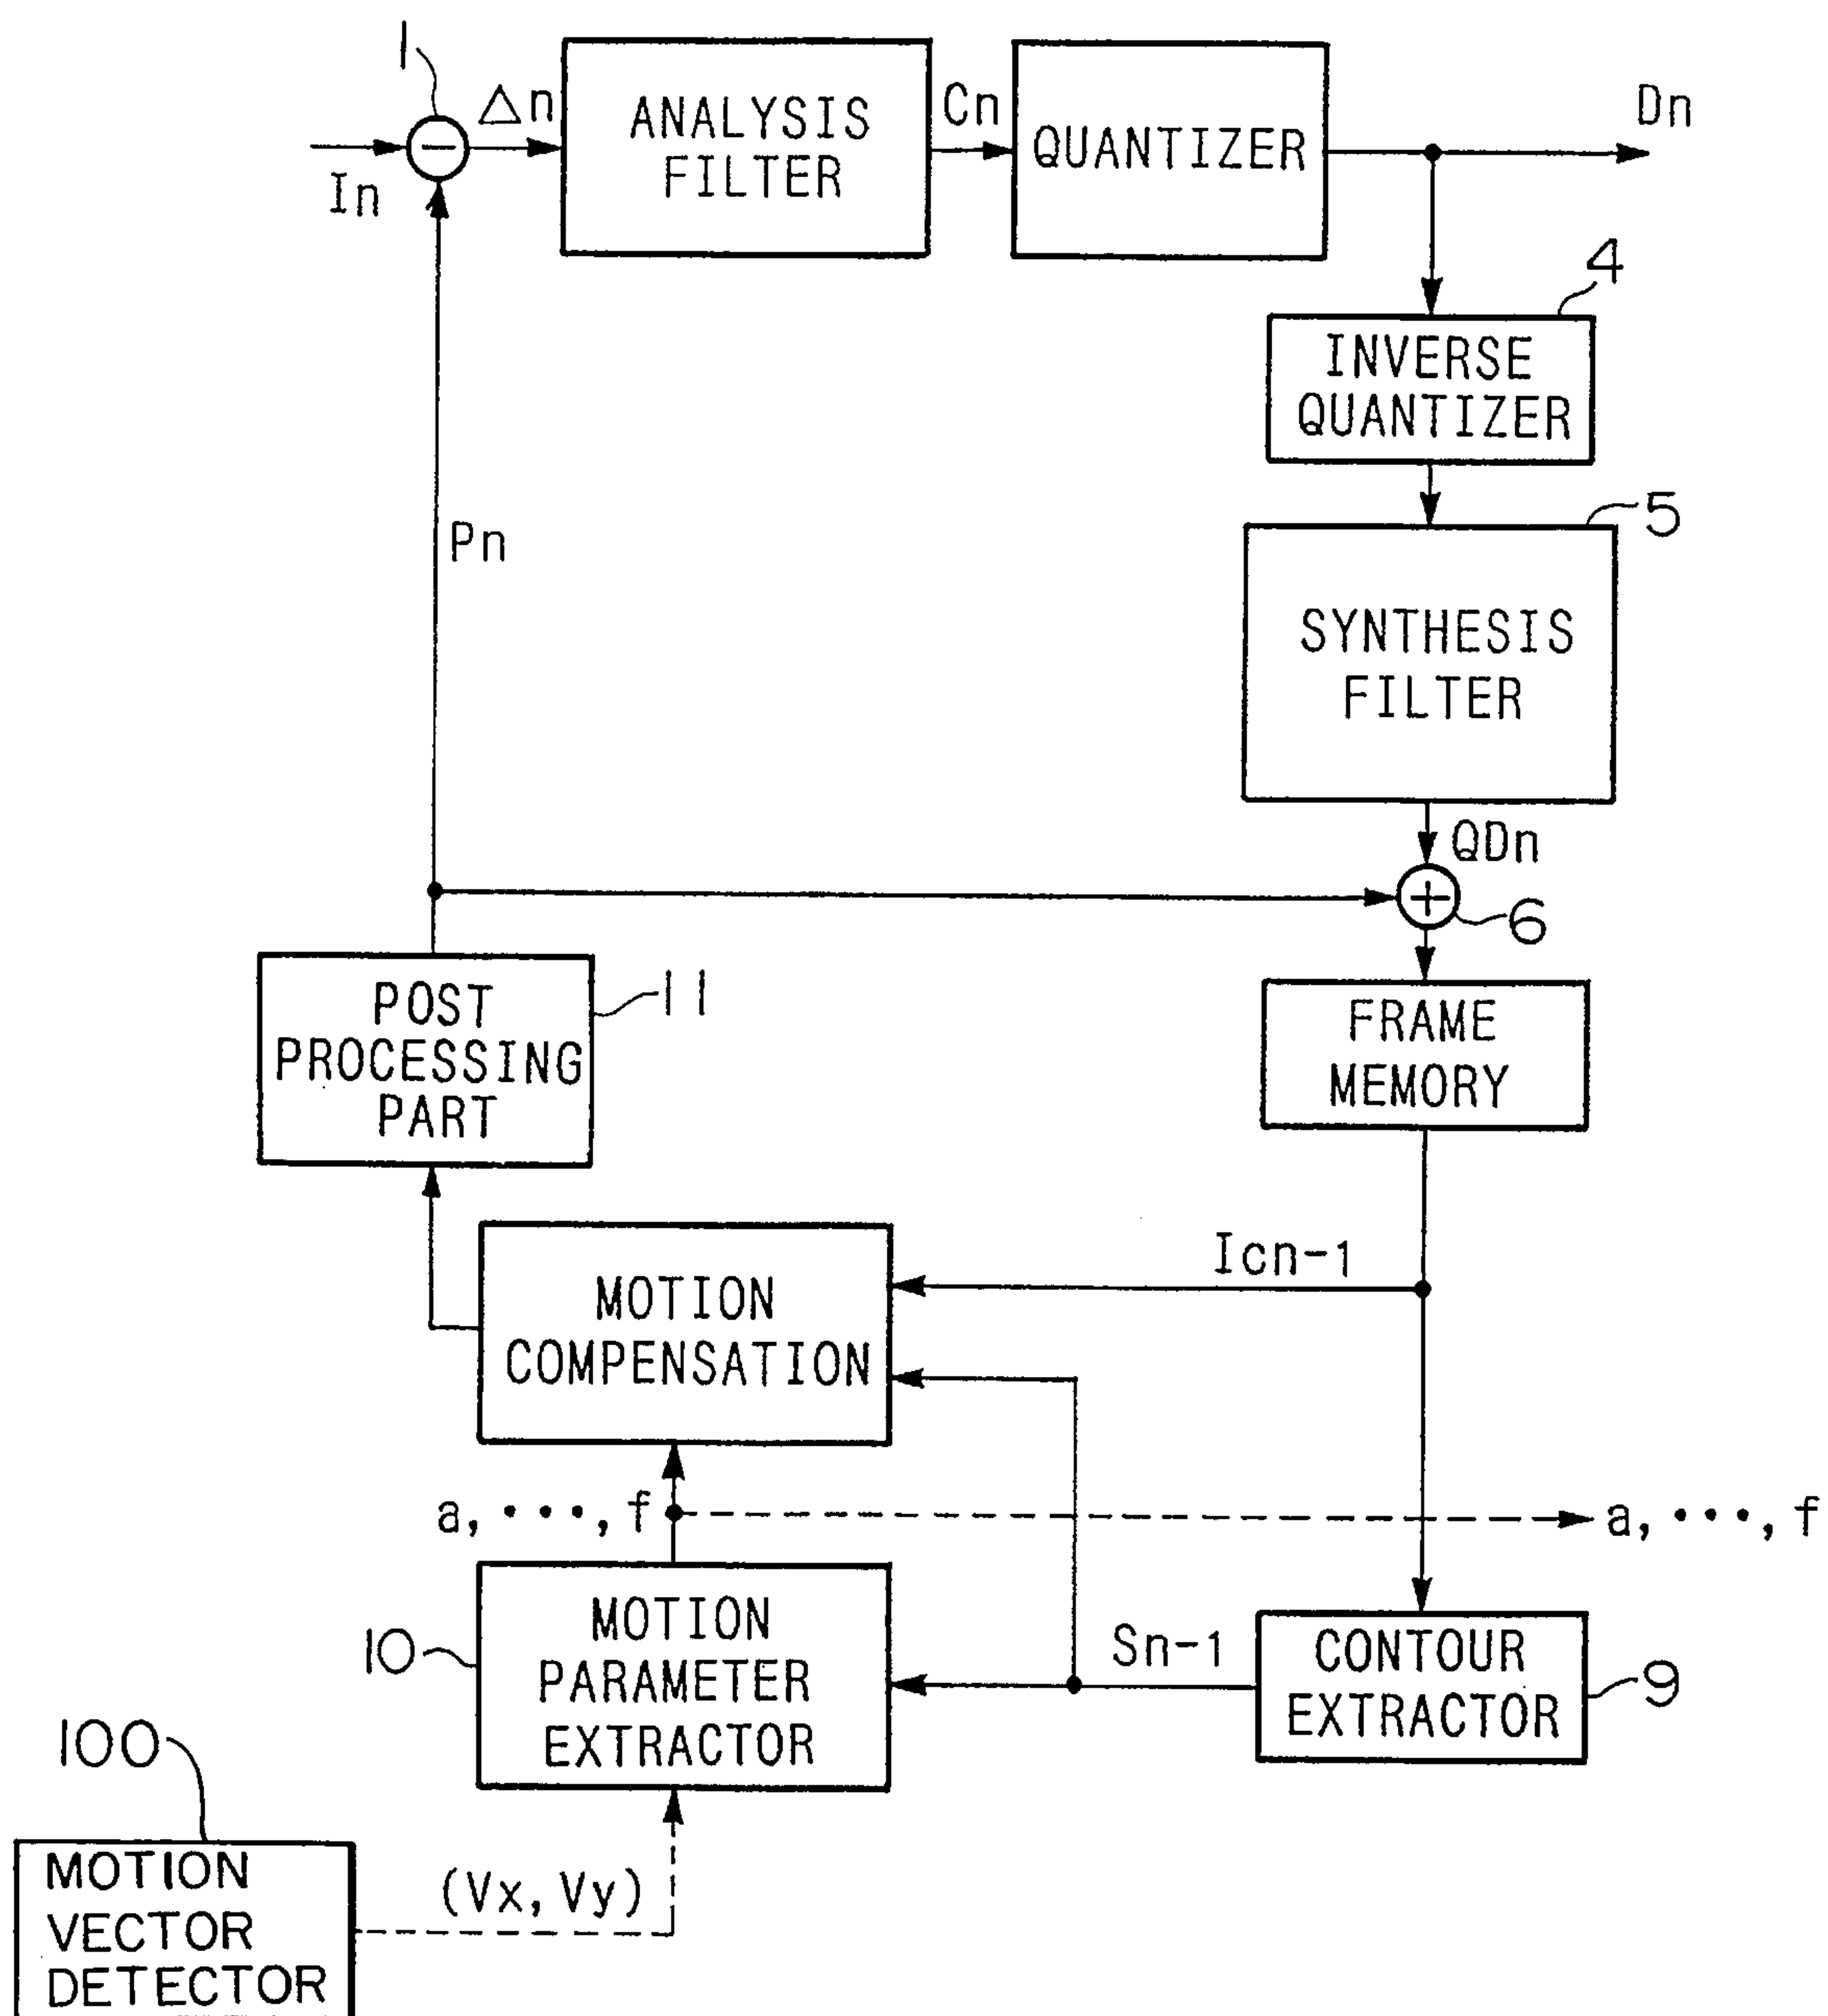 1
Δn
ANALYSIS
FILTER
Cn
QUANTIZER
Dn
In
4
INVERSE
QUANTIZER
5
Pn
SYNTHESIS
FILTER
QDn
6
POST
PROCESSING
PART
11
FRAME
MEMORY
Icn-1
MOTION
COMPENSATION
a, ···, f
a, ···, f
MOTION
PARAMETER
EXTRACTOR
10
Sn-1
CONTOUR
EXTRACTOR
9
100
MOTION
VECTOR
DETECTOR
(Vx, Vy)